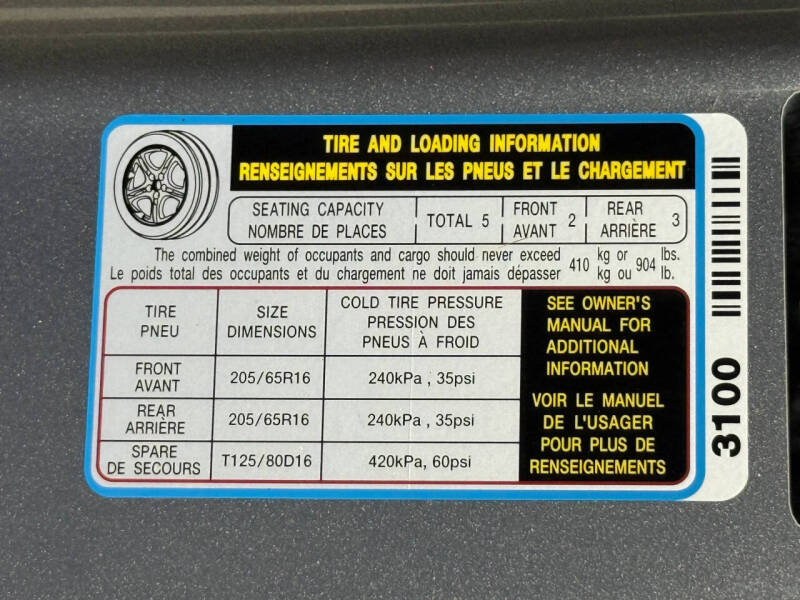 TIRE AND LOADING INFORMATION
RENSEIGNEMENTS SUR LES PNEUS ET LE CHARGEMENT
SEATING CAPACITY
NOMBRE DE PLACES
TOTAL 5
FRONT
AVANT 2
REAR
ARRIÈRE 3
The combined weight of occupants and cargo should never exceed 410 kg or 904 lbs.
Le poids total des occupants et du chargement ne doit jamais dépasser kg ou lb.
TIRE
PNEU
SIZE
DIMENSIONS
COLD TIRE PRESSURE
PRESSION DES
PNEUS À FROID
FRONT
AVANT
205/65R16
240kPa , 35psi
REAR
ARRIÈRE
205/65R16
240kPa , 35psi
SPARE
DE SECOURS
T125/80D16
420kPa, 60psi
SEE OWNER'S
MANUAL FOR
ADDITIONAL
INFORMATION
VOIR LE MANUEL
DE L'USAGER
POUR PLUS DE
RENSEIGNEMENTS
3100